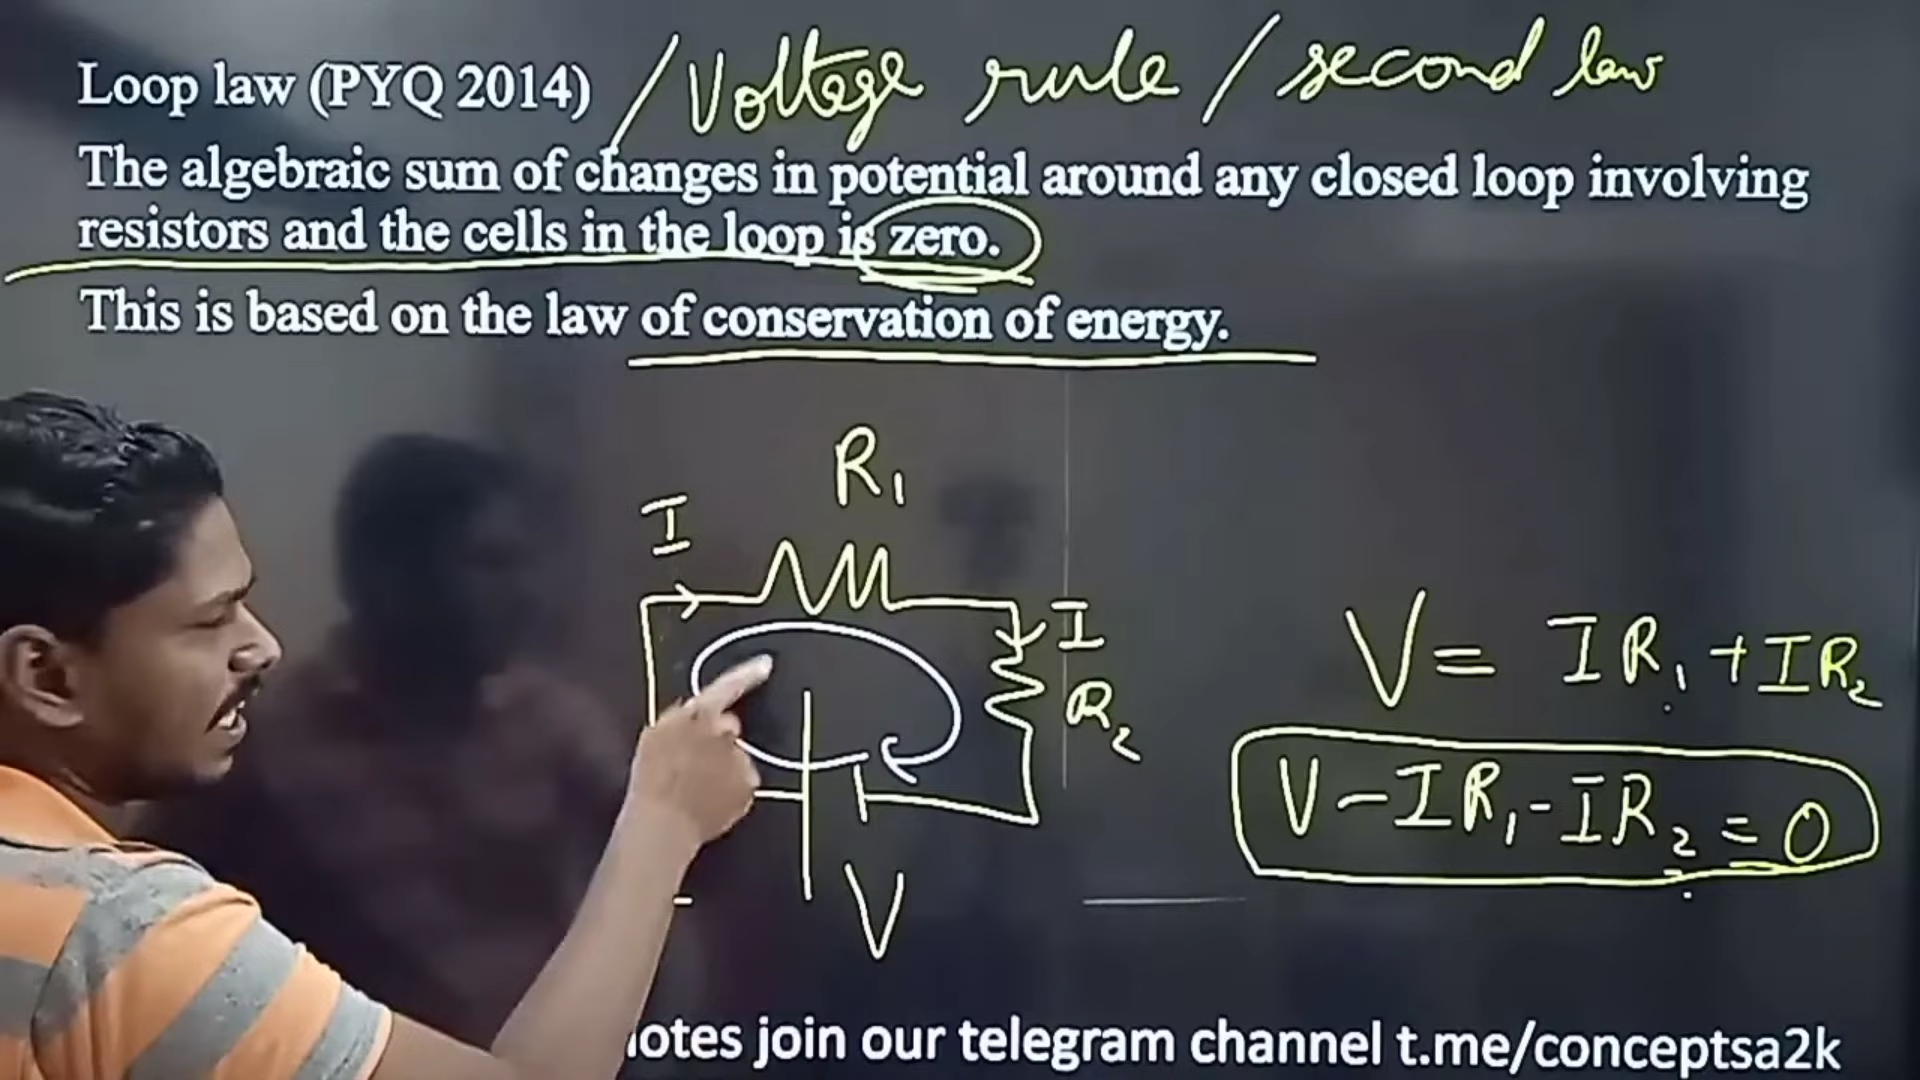 Loop law (PYQ 2014) /Voltage rule / second law
The algebraic sum of changes in potential around any closed loop involving
resistors and the cells in the loop is zero.
This is based on the law of conservation of energy.
R₁
I
I
R₂
V
V = IR₁ + IR₂
V - IR₁ - IR₂ = 0
join our telegram channel t.me/conceptsa2k